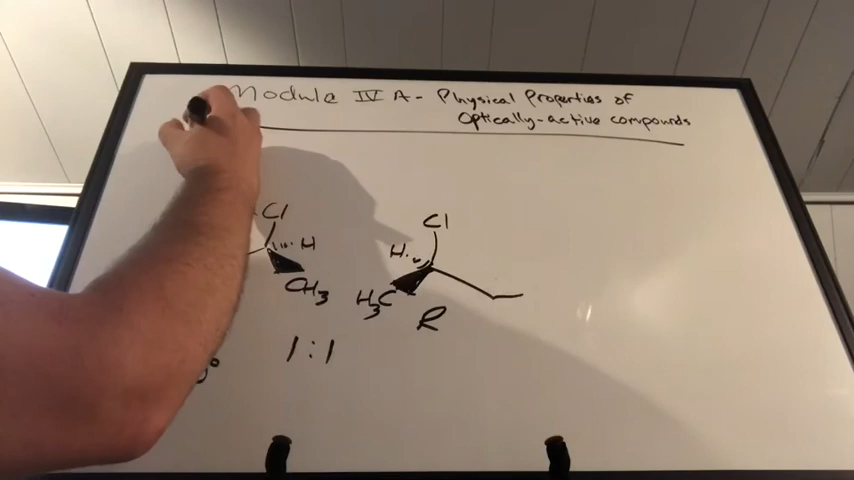 Module IV A - Physical Properties of
Optically-active compounds
Cl
H
CH3
Cl
H
H3C
R
1:1